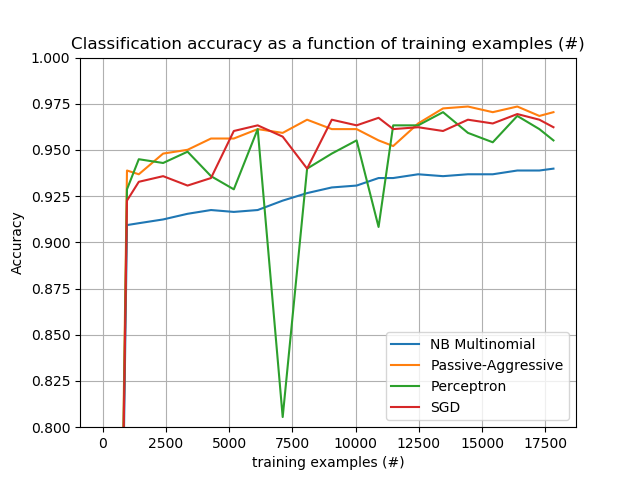 Classification accuracy as a function of training examples (#)
1.000
0.975
0.950
0.925
0.900
0.875
0.850
0.825
0.800
Accuracy
NB Multinomial
Passive-Aggressive
Perceptron
SGD
0 2500 5000 7500 10000 12500 15000 17500
training examples (#)